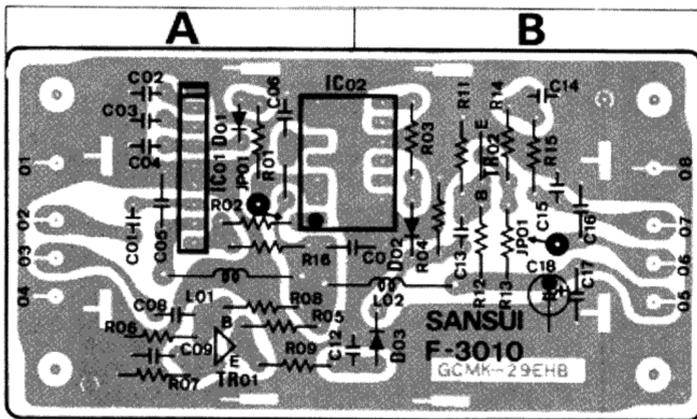 A B
C02
C03
C04
IC01
D01
JP01
R01
C06
IC02
R03
R11
E
TR02
B
R14
C14
R15
01
02
03
04
08
07
06
05
C01
C05
R02
R16
C0
D02
R04
C13
R12
R13
JP01
C15
C16
C17
C18
L01
L02
C08
R06
C09
R07
B
E
TR01
R08
R05
R09
C12
D03
SANSUI
F-3010
GCMK-29EHB